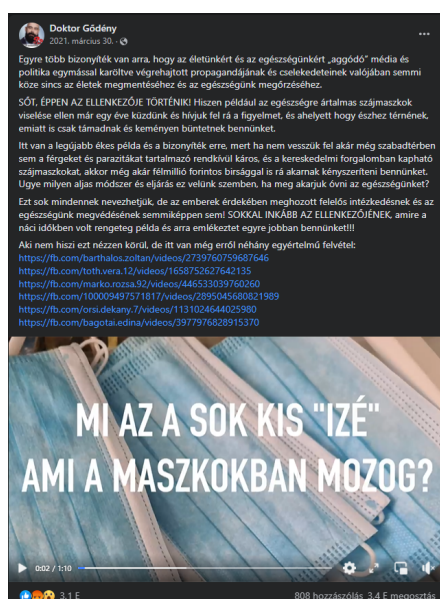 Doktor Gődény
2021. március 30. ·
Egyre több bizonyíték van arra, hogy az életünkért és az egészségünkért „aggódó” média és
politika egymással karöltve végrehajtott propagandájának és cselekedeteinek valójában semmi
köze sincs az életek megmentéséhez és az egészségünk megőrzéséhez.
SŐT, ÉPPEN AZ ELLENKEZŐJE TÖRTÉNIK! Hiszen például az egészségre ártalmas szájmaszkok
viselése ellen már egy éve küzdünk és hívjuk fel rá a figyelmet, és ahelyett hogy észhez térnének,
emiatt is csak támadnak és keményen büntetnek bennünket.
Itt van a legújabb ékes példa és a bizonyíték erre, mert ha nem vesszük fel akár még szabadtérben
sem a férgeket és parazitákat tartalmazó rendkívül káros, és a kereskedelmi forgalomban kapható
szájmaszkokat, akkor még akár félmillió forintos birsággal is rá akarnak kényszeríteni bennünket.
Ugye milyen aljas módszer és eljárás ez velünk szemben, ha meg akarjuk óvni az egészségünket?
Ezt sok mindennek nevezhetjük, de az emberek érdekében meghozott felelős intézkedésnek és az
egészségünk megvédésének semmiképpen sem! SOKKAL INKÁBB AZ ELLENKEZŐJÉNEK, amire a
náci időkben volt rengeteg példa és arra emlékeztet egyre jobban bennünket!!!
Aki nem hiszi ezt nézzen körül, de itt van még erről néhány egyértelmű felvétel:
https://fb.com/barthalos.zoltan/videos/2739760759687646
https://fb.com/toth.vera.12/videos/1658752627642135
https://fb.com/marko.rozsa.92/videos/446533039760260
https://fb.com/100009497571817/videos/2895045680821989
https://fb.com/orsi.dekany.7/videos/1131024644025980
https://fb.com/bagotai.edina/videos/3977976828915370
MI AZ A SOK KIS "IZÉ"
AMI A MASZKOKBAN MOZOG?
0:02 / 1:10
3,1 E 808 hozzászólás 3,4 E megosztás